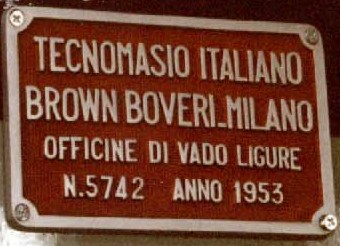 TECNOMASIO ITALIANO
BROWN BOVERI_MILANO
OFFICINE DI VADO LIGURE
N.5742 ANNO 1953